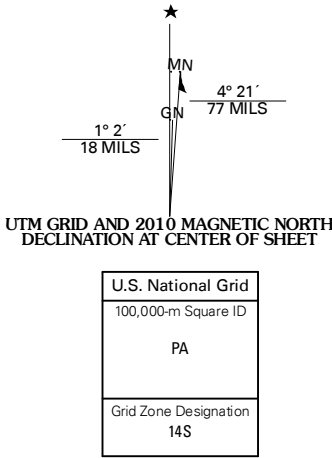 MN
4° 21´
77 MILS
GN
1° 2´
18 MILS
UTM GRID AND 2010 MAGNETIC NORTH
DECLINATION AT CENTER OF SHEET
U.S. National Grid
100,000-m Square ID
PA
Grid Zone Designation
14S